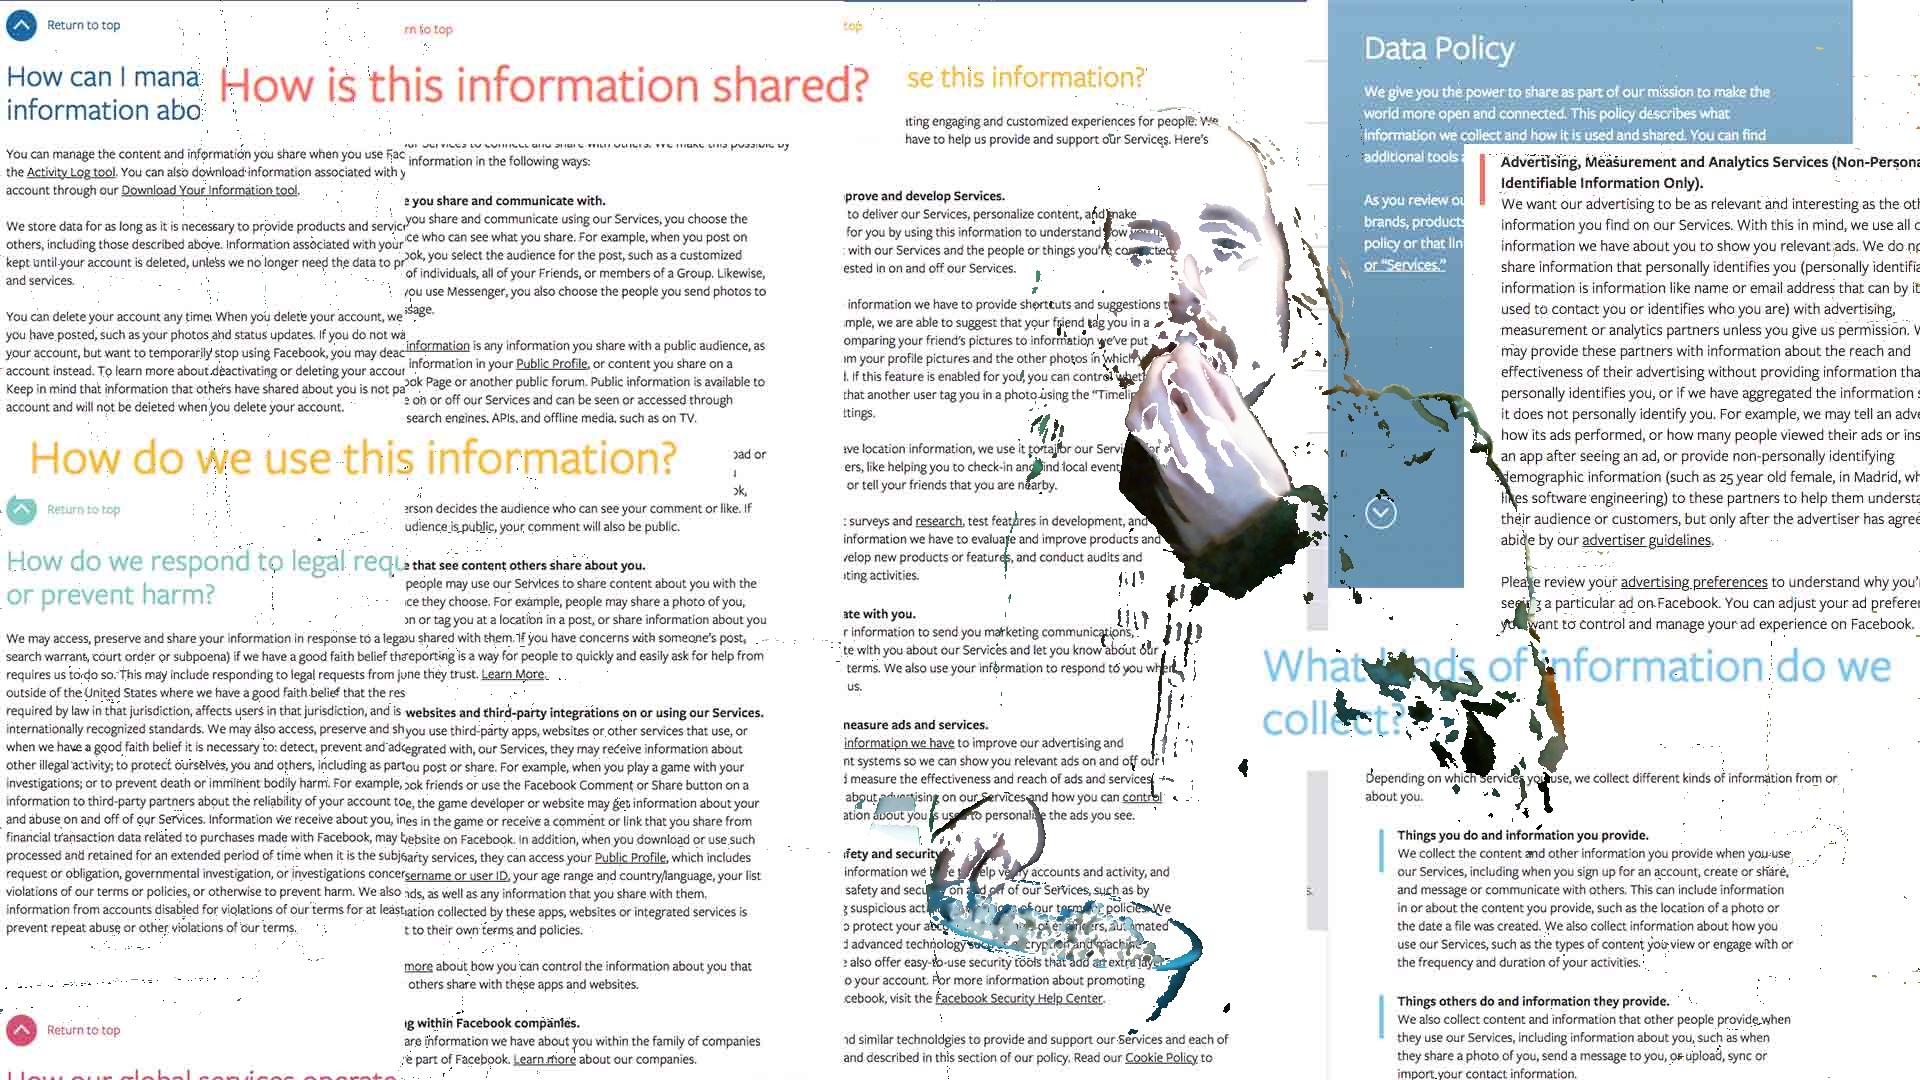 Return to top
How can I mana
information abo
You can manage the content and information you share when you use Fac
the Activity Log tool. You can also download information associated with y
account through our Download Your Information tool.
We store data for as long as it is necessary to provide products and service
others, including those described above. Information associated with your
kept until your account is deleted, unless we no longer need the data to pr
and services.
You can delete your account any time. When you delete your account, we
you have posted, such as your photos and status updates. If you do not wa
your account, but want to temporarily stop using Facebook, you may deac
account instead. To learn more about deactivating or deleting your accour
Keep in mind that information that others have shared about you is not pa
account and will not be deleted when you delete your account.
How do we use this information?
Return to top
How do we respond to legal requ
or prevent harm?
We may access, preserve and share your information in response to a lega
search warrant, court order or subpoena) if we have a good faith belief th
requires us to do so. This may include responding to legal requests from j
outside of the United States where we have a good faith belief that the res
required by law in that jurisdiction, affects users in that jurisdiction, and is
internationally recognized standards. We may also access, preserve and sh
when we have a good faith belief it is necessary to: detect, prevent and add
other illegal activity; to protect ourselves, you and others, including as part
investigations; or to prevent death or imminent bodily harm. For example,
information to third-party partners about the reliability of your account to
and abuse on and off of our Services. Information we receive about you, in
financial transaction data related to purchases made with Facebook, may b
processed and retained for an extended period of time when it is the subj
request or obligation, governmental investigation, or investigations concer
violations of our terms or policies, or otherwise to prevent harm. We also
information from accounts disabled for violations of our terms for at least
prevent repeat abuse or other violations of our terms.
Return to top
How our global services operate
rn to top
How is this information shared?
our Services to connect and share with others. We make this possible by
information in the following ways:
e you share and communicate with.
you share and communicate using our Services, you choose the
ce who can see what you share. For example, when you post on
ook, you select the audience for the post, such as a customized
of individuals, all of your Friends, or members of a Group. Likewise,
you use Messenger, you also choose the people you send photos to
sage.
information is any information you share with a public audience, as
information in your Public Profile, or content you share on a
ook Page or another public forum. Public information is available to
e on or off our Services and can be seen or accessed through
search engines, APIs, and offline media, such as on TV.
oad or
ok,
erson decides the audience who can see your comment or like. If
udience is public, your comment will also be public.
e that see content others share about you.
people may use our Services to share content about you with the
ce they choose. For example, people may share a photo of you,
on or tag you at a location in a post, or share information about you
ou shared with them. If you have concerns with someone's post,
reporting is a way for people to quickly and easily ask for help from
ne they trust. Learn More.
websites and third-party integrations on or using our Services.
you use third-party apps, websites or other services that use, or
egrated with, our Services, they may receive information about
ou post or share. For example, when you play a game with your
ook friends or use the Facebook Comment or Share button on a
e, the game developer or website may get information about your
es in the game or receive a comment or link that you share from
ebsite on Facebook. In addition, when you download or use such
arty services, they can access your Public Profile, which includes
sername or user ID, your age range and country/language, your list
nds, as well as any information that you share with them.
ation collected by these apps, websites or integrated services is
t to their own terms and policies.
more about how you can control the information about you that
others share with these apps and websites.
g within Facebook companies.
are information we have about you within the family of companies
e part of Facebook. Learn more about our companies.
top
se this information?
ting engaging and customized experiences for people. We
have to help us provide and support our Services. Here's
prove and develop Services.
to deliver our Services, personalize content, and make
for you by using this information to understand how you
with our Services and the people or things you're connected
ested in on and off our Services.
information we have to provide shortcuts and suggestions t
mple, we are able to suggest that your friend tag you in a
omparing your friend's pictures to information we've put
om your profile pictures and the other photos in which
. If this feature is enabled for you, you can control wheth
that another user tag you in a photo using the "Timelin
ttings.
ave location information, we use it to tailor our Servi for
ers, like helping you to check-in and find local event
or tell your friends that you are nearby.
surveys and research, test features in development, and
information we have to evaluate and improve products and
velop new products or features, and conduct audits and
ting activities.
ate with you.
r information to send you marketing communications,
te with you about our Services and let you know about our
terms. We also use your information to respond to you when
us.
measure ads and services.
information we have to improve our advertising and
nt systems so we can show you relevant ads on and off our
d measure the effectiveness and reach of ads and services
about advertising on our Services and how you can control
ation about you is used to personalize the ads you see.
fety and security
information we have to help verify accounts and activity, and
safety and secu on and off of our Services, such as by
g suspicious act of our terms policies. We
o protect your acc of engineers, automated
d advanced technology such encryption and machine
e also offer easy-to-use security tools that add an extra layer
o your account. For more information about promoting
cebook, visit the Facebook Security Help Center.
nd similar technologies to provide and support our Services and each of
and described in this section of our policy. Read our Cookie Policy to
Data Policy
We give you the power to share as part of our mission to make the
world more open and connected. This policy describes what
information we collect and how it is used and shared. You can find
additional tools a
As you review ou
brands, products
policy or that lin
or "Services."
Advertising, Measurement and Analytics Services (Non-Persona
Identifiable Information Only).
We want our advertising to be as relevant and interesting as the oth
information you find on our Services. With this in mind, we use all o
information we have about you to show you relevant ads. We do no
share information that personally identifies you (personally identifia
information is information like name or email address that can by it
used to contact you or identifies who you are) with advertising,
measurement or analytics partners unless you give us permission. W
may provide these partners with information about the reach and
effectiveness of their advertising without providing information tha
personally identifies you, or if we have aggregated the information s
it does not personally identify you. For example, we may tell an adve
how its ads performed, or how many people viewed their ads or ins
an app after seeing an ad, or provide non-personally identifying
demographic information (such as 25 year old female, in Madrid, wh
likes software engineering) to these partners to help them understa
their audience or customers, but only after the advertiser has agree
abide by our advertiser guidelines.
Please review your advertising preferences to understand why you'r
seeing a particular ad on Facebook. You can adjust your ad preferen
you want to control and manage your ad experience on Facebook.
What kinds of information do we
collect?
Depending on which Services you use, we collect different kinds of information from or
about you.
Things you do and information you provide.
We collect the content and other information you provide when you use
our Services, including when you sign up for an account, create or share,
and message or communicate with others. This can include information
in or about the content you provide, such as the location of a photo or
the date a file was created. We also collect information about how you
use our Services, such as the types of content you view or engage with or
the frequency and duration of your activities.
Things others do and information they provide.
We also collect content and information that other people provide when
they use our Services, including information about you, such as when
they share a photo of you, send a message to you, or upload, sync or
import your contact information.
s.